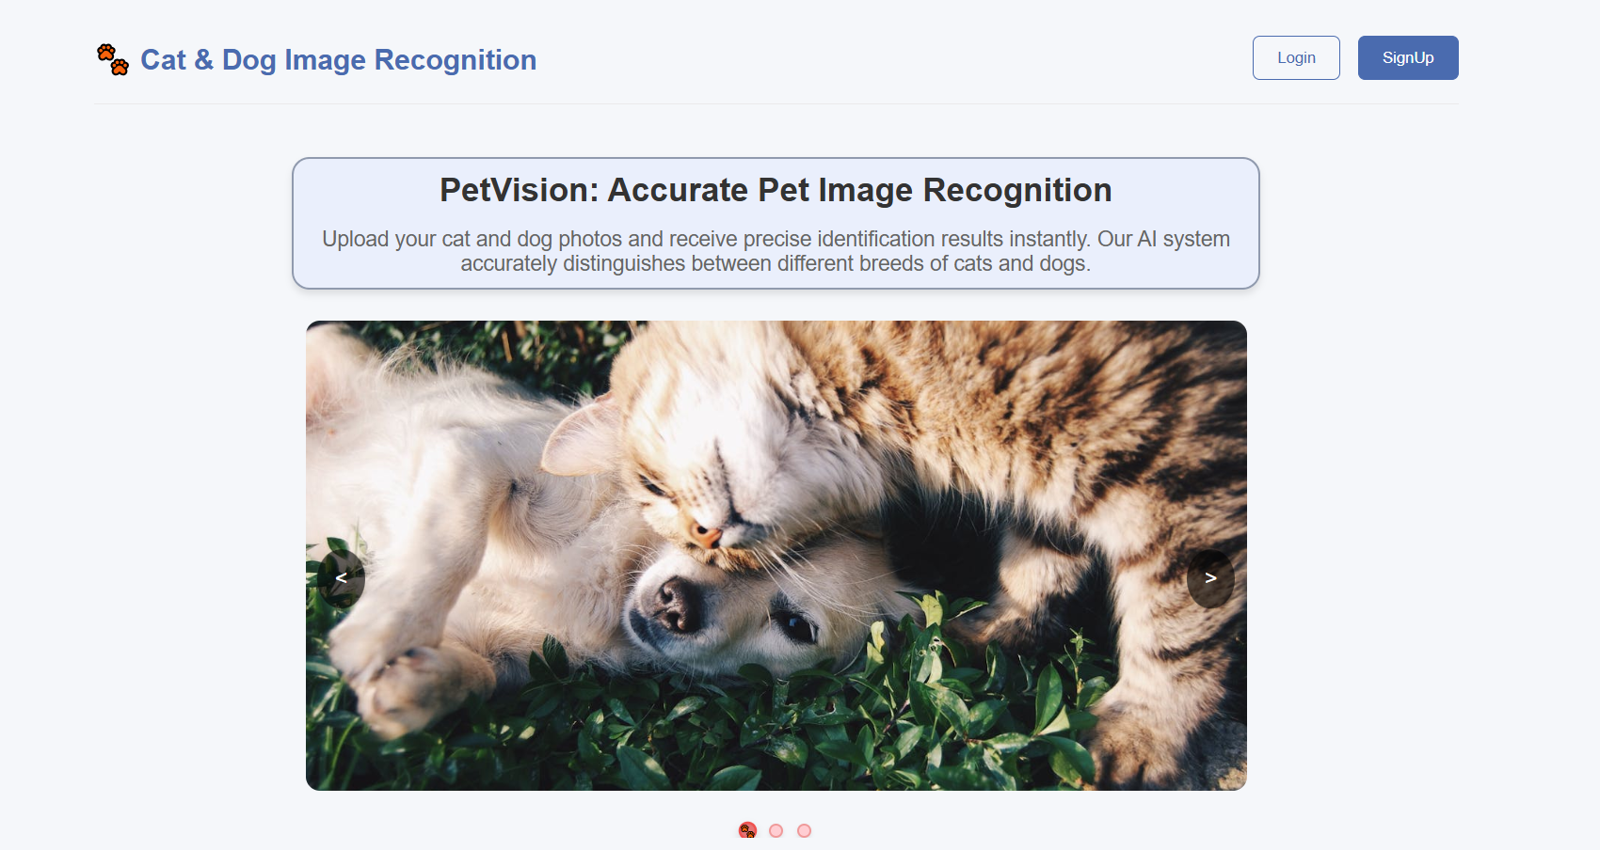 Cat & Dog Image Recognition
Login
SignUp
PetVision: Accurate Pet Image Recognition
Upload your cat and dog photos and receive precise identification results instantly. Our AI system
accurately distinguishes between different breeds of cats and dogs.
<
>